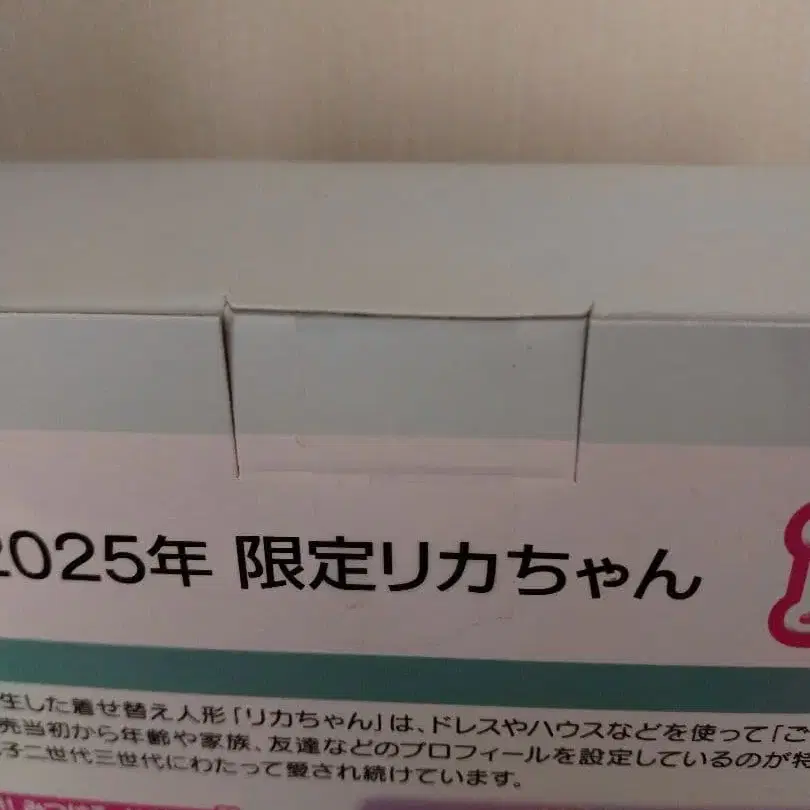 2025年 限定リカちゃん
生した着せ替え人形「リカちゃん」は、ドレスやハウスなどを使って「ご
売当初から年齢や家族、友達などのプロフィールを設定しているのが特
子二世代三世代にわたって愛され続けています。